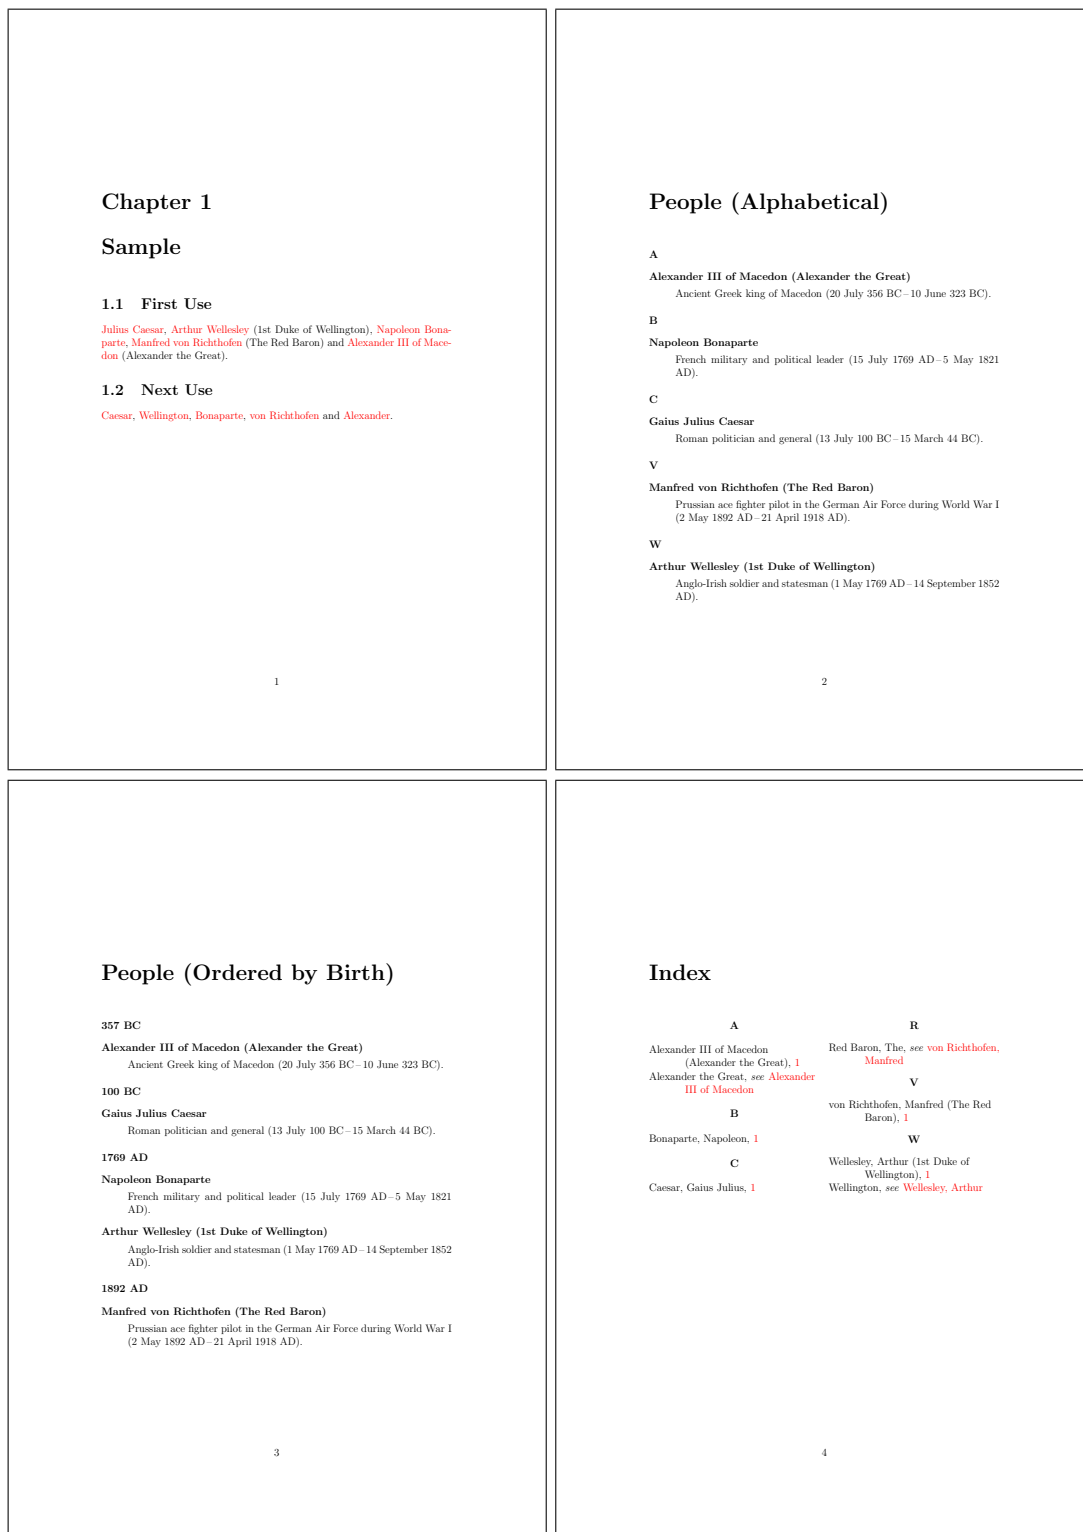 Chapter 1
Sample
1.1 First Use
Julius Caesar, Arthur Wellesley (1st Duke of Wellington), Napoleon Bona-
parte, Manfred von Richthofen (The Red Baron) and Alexander III of Mace-
don (Alexander the Great).
1.2 Next Use
Caesar, Wellington, Bonaparte, von Richthofen and Alexander.
1
People (Alphabetical)
A
Alexander III of Macedon (Alexander the Great)
Ancient Greek king of Macedon (20 July 356 BC – 10 June 323 BC).
B
Napoleon Bonaparte
French military and political leader (15 July 1769 AD – 5 May 1821
AD).
C
Gaius Julius Caesar
Roman politician and general (13 July 100 BC – 15 March 44 BC).
V
Manfred von Richthofen (The Red Baron)
Prussian ace fighter pilot in the German Air Force during World War I
(2 May 1892 AD – 21 April 1918 AD).
W
Arthur Wellesley (1st Duke of Wellington)
Anglo-Irish soldier and statesman (1 May 1769 AD – 14 September 1852
AD).
2
People (Ordered by Birth)
357 BC
Alexander III of Macedon (Alexander the Great)
Ancient Greek king of Macedon (20 July 356 BC – 10 June 323 BC).
100 BC
Gaius Julius Caesar
Roman politician and general (13 July 100 BC – 15 March 44 BC).
1769 AD
Napoleon Bonaparte
French military and political leader (15 July 1769 AD – 5 May 1821
AD).
Arthur Wellesley (1st Duke of Wellington)
Anglo-Irish soldier and statesman (1 May 1769 AD – 14 September 1852
AD).
1892 AD
Manfred von Richthofen (The Red Baron)
Prussian ace fighter pilot in the German Air Force during World War I
(2 May 1892 AD – 21 April 1918 AD).
3
Index
A
Alexander III of Macedon
(Alexander the Great), 1
Alexander the Great, see Alexander
III of Macedon
B
Bonaparte, Napoleon, 1
C
Caesar, Gaius Julius, 1
R
Red Baron, The, see von Richthofen,
Manfred
V
von Richthofen, Manfred (The Red
Baron), 1
W
Wellesley, Arthur (1st Duke of
Wellington), 1
Wellington, see Wellesley, Arthur
4